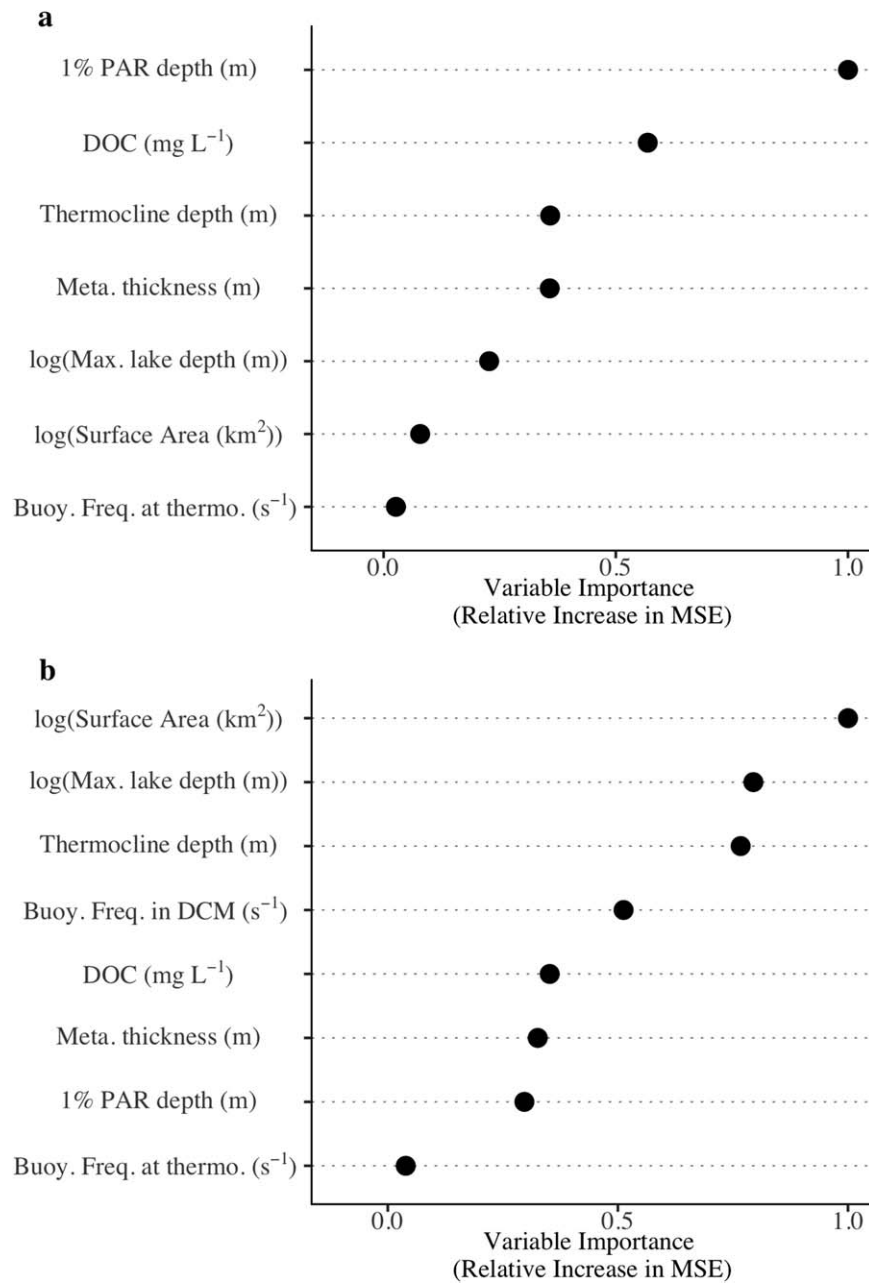 a
1% PAR depth (m)
DOC (mg L⁻¹)
Thermocline depth (m)
Meta. thickness (m)
log(Max. lake depth (m))
log(Surface Area (km²))
Buoy. Freq. at thermo. (s⁻¹)
0.0 0.5 1.0
Variable Importance
(Relative Increase in MSE)
b
log(Surface Area (km²))
log(Max. lake depth (m))
Thermocline depth (m)
Buoy. Freq. in DCM (s⁻¹)
DOC (mg L⁻¹)
Meta. thickness (m)
1% PAR depth (m)
Buoy. Freq. at thermo. (s⁻¹)
0.0 0.5 1.0
Variable Importance
(Relative Increase in MSE)